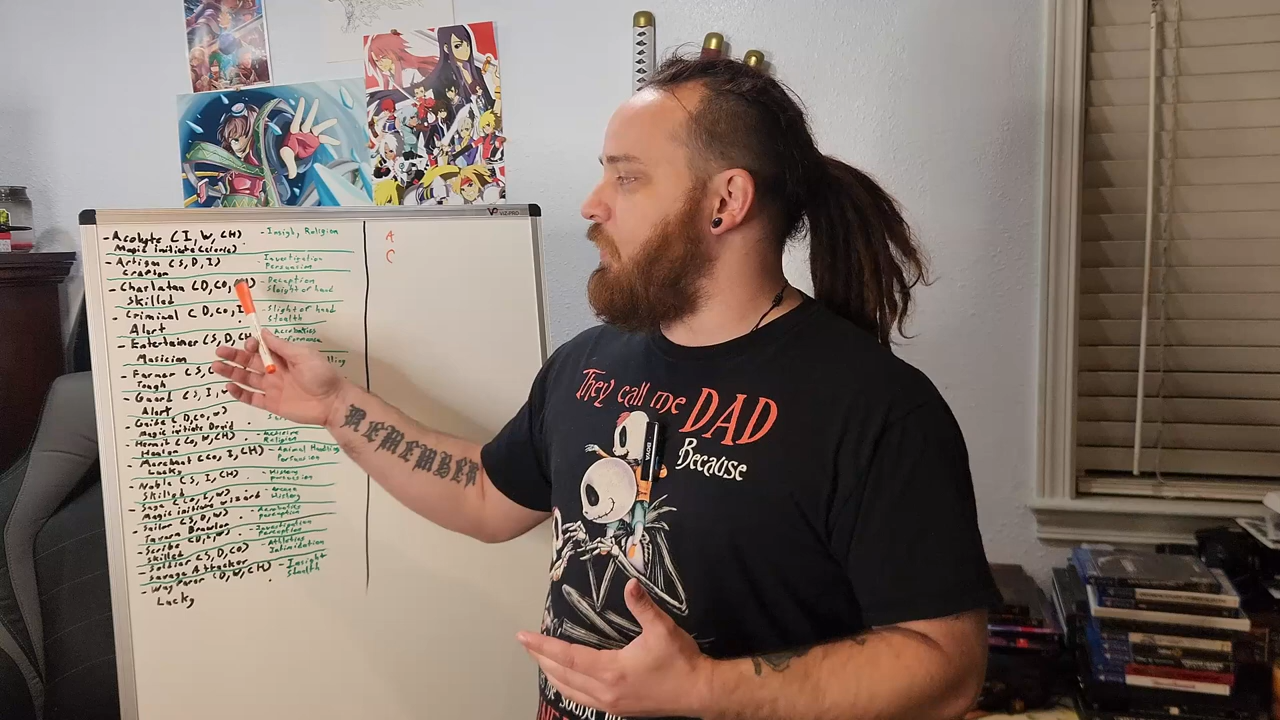 VIZ-PRO
- Acolyte (I, W, CH) - Insight, Religion
Magic initiate (cleric)
- Artisan (S, D, I) - Investigation
Crafter Persuasion
- Charlatan (D, Co, - Deception
Skilled Sleight of hand
- Criminal (D, Co, I - Slight of hand
Alert Stealth
- Entertainer (S, D, CH - Acrobatics
Musician
- Farmer (S,
Tough
- Guard (S, I, W
Alert
- Guide (D, Co, W)
Magic initiate Druid
- Hermit (Co, W, CH) - Medicine
Healer Religion
- Merchant (Co, I, CH) - Animal Handling
Lucky Persuasion
- Noble (S, I, CH) - History
Skilled persuasion
- Sage (Co, I, W) - Arcana
Magic initiate wizard History
- Sailor (S, D, W) - Acrobatics
Tavern Brawler perception
- Scribe - Investigation
Skilled Perception
- Soldier (S, D, CO) - Athletics
Savage Attacker Intimidation
- Wayfarer (D, W, CH) - Insight
Lucky Stealth
A
C
REMEMBER
They call me DAD
Because